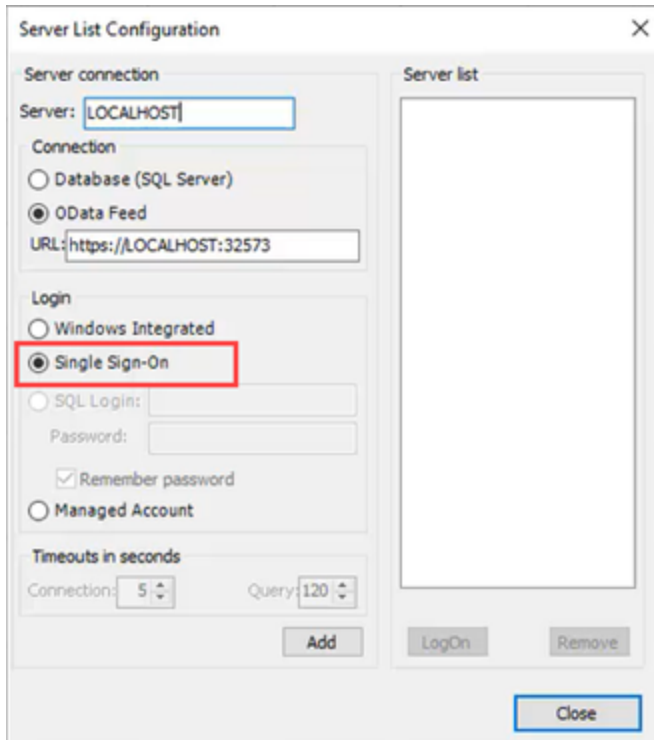 Server List Configuration
Server connection
Server: LOCALHOST
Connection
Database (SQL Server)
OData Feed
URL: https://LOCALHOST:32573
Login
Windows Integrated
Single Sign-On
SQL Login:
Password:
Remember password
Managed Account
Timeouts in seconds
Connection: 5 Query: 120
Add
Server list
LogOn Remove
Close